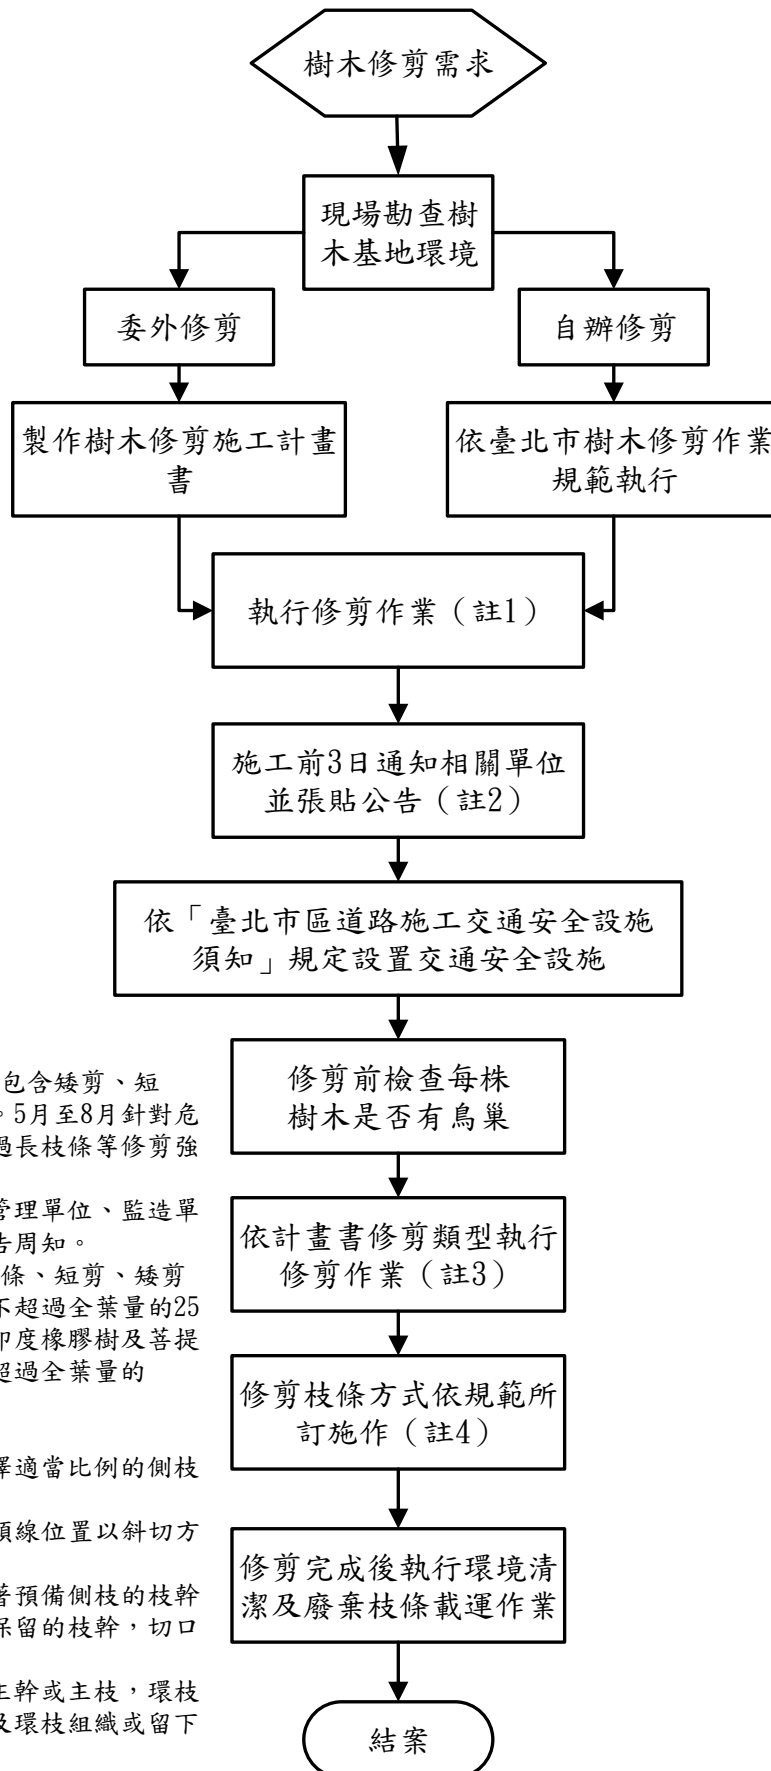 樹木修剪需求
現場勘查樹
木基地環境
委外修剪
自辦修剪
製作樹木修剪施工計畫
書
依臺北市樹木修剪作業
規範執行
執行修剪作業（註1）
施工前3日通知相關單位
並張貼公告（註2）
依「臺北市區道路施工交通安全設施
須知」規定設置交通安全設施
修剪前檢查每株
樹木是否有鳥巢
依計畫書修剪類型執行
修剪作業（註3）
修剪枝條方式依規範所
訂施作（註4）
修剪完成後執行環境清
潔及廢棄枝條載運作業
結案
包含矮剪、短
。5月至8月針對危
過長枝條等修剪強
管理單位、監造單
告周知。
條、短剪、矮剪
不超過全葉量的25
印度橡膠樹及菩提
超過全葉量的
擇適當比例的側枝
領線位置以斜切方
著預備側枝的枝幹
保留的枝幹，切口
主幹或主枝，環枝
及環枝組織或留下